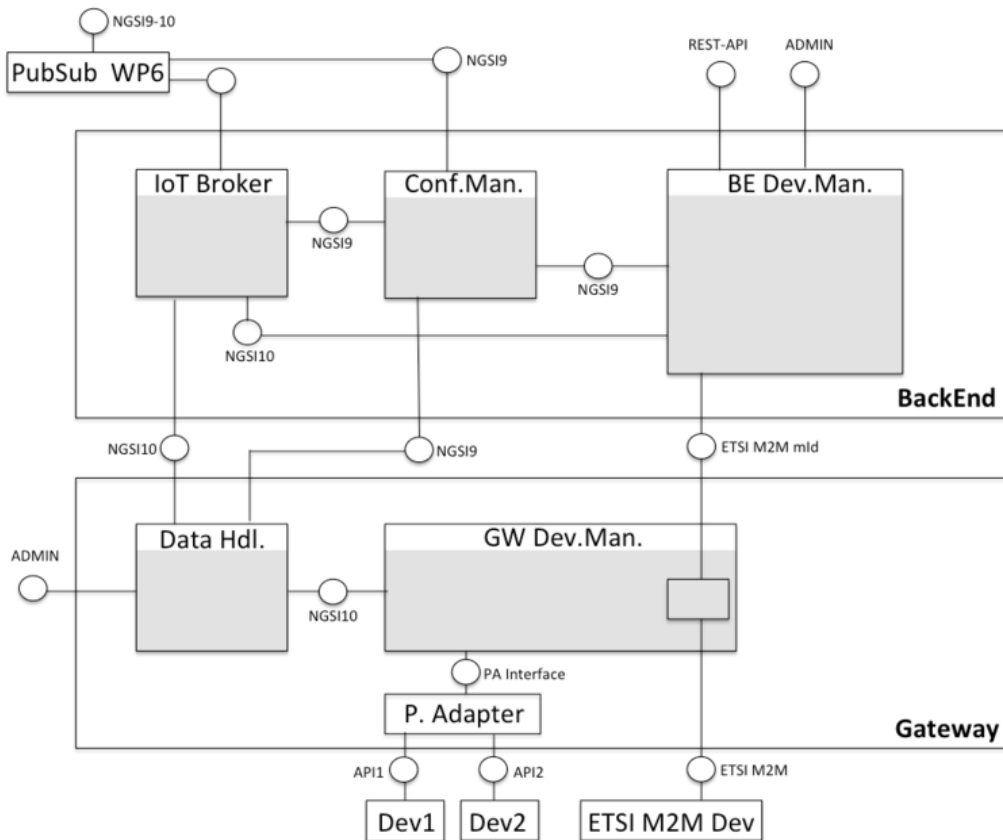 NGSI9-10
PubSub WP6
NGSI9
REST-API
ADMIN
IoT Broker
Conf.Man.
BE Dev.Man.
NGSI9
NGSI9
NGSI10
BackEnd
NGSI10
NGSI9
ETSI M2M mId
Data Hdl.
GW Dev.Man.
ADMIN
NGSI10
PA Interface
P. Adapter
Gateway
API1
API2
ETSI M2M
Dev1
Dev2
ETSI M2M Dev